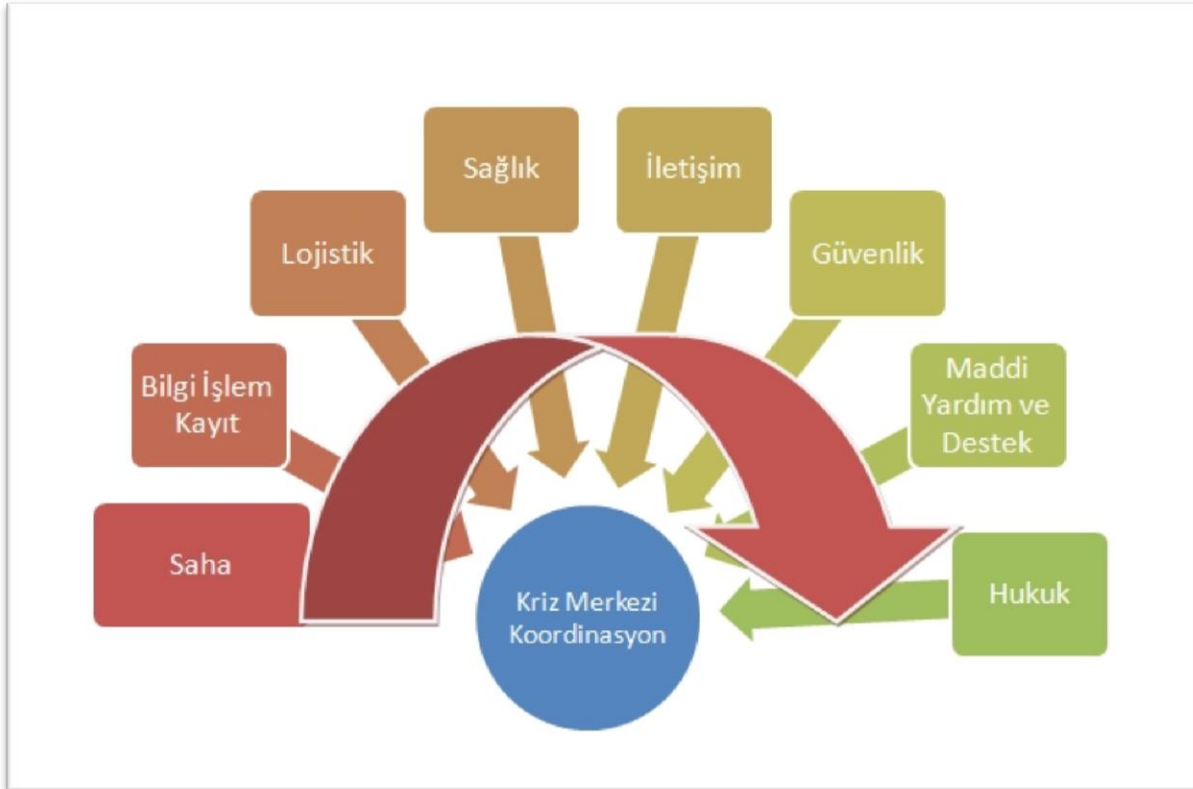 Sağlık
İletişim
Lojistik
Güvenlik
Bilgi İşlem
Kayıt
Maddi
Yardım ve
Destek
Saha
Hukuk
Kriz Merkezi
Koordinasyon